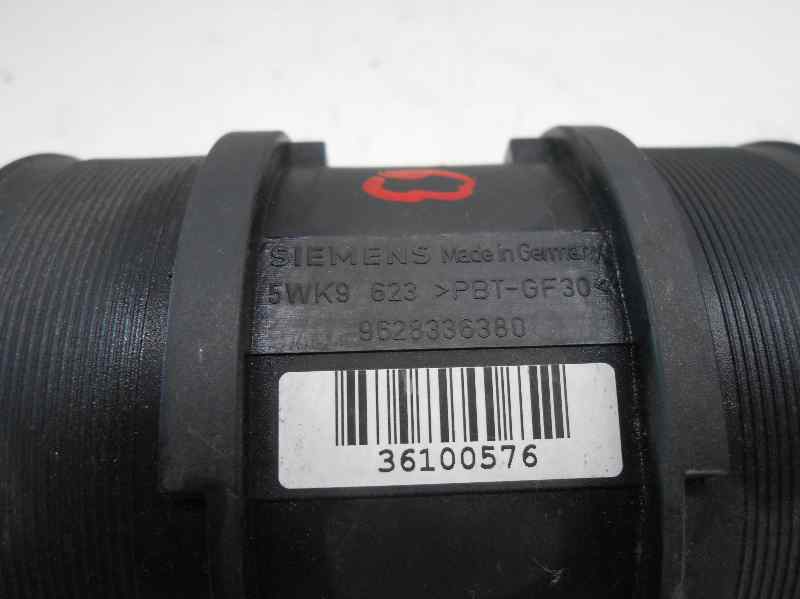 SIEMENS Made in Germany
5WK9 623 >PBT-GF30<
9628336380
36100576